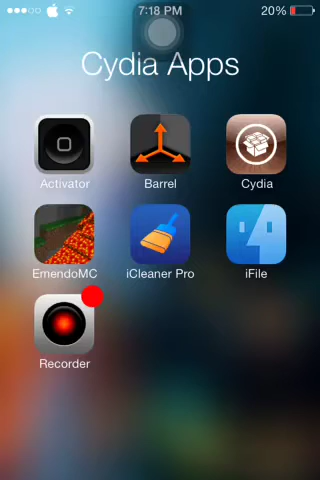 7:18 PM
20%
Cydia Apps
Activator
Barrel
Cydia
EmendoMC
iCleaner Pro
iFile
Recorder